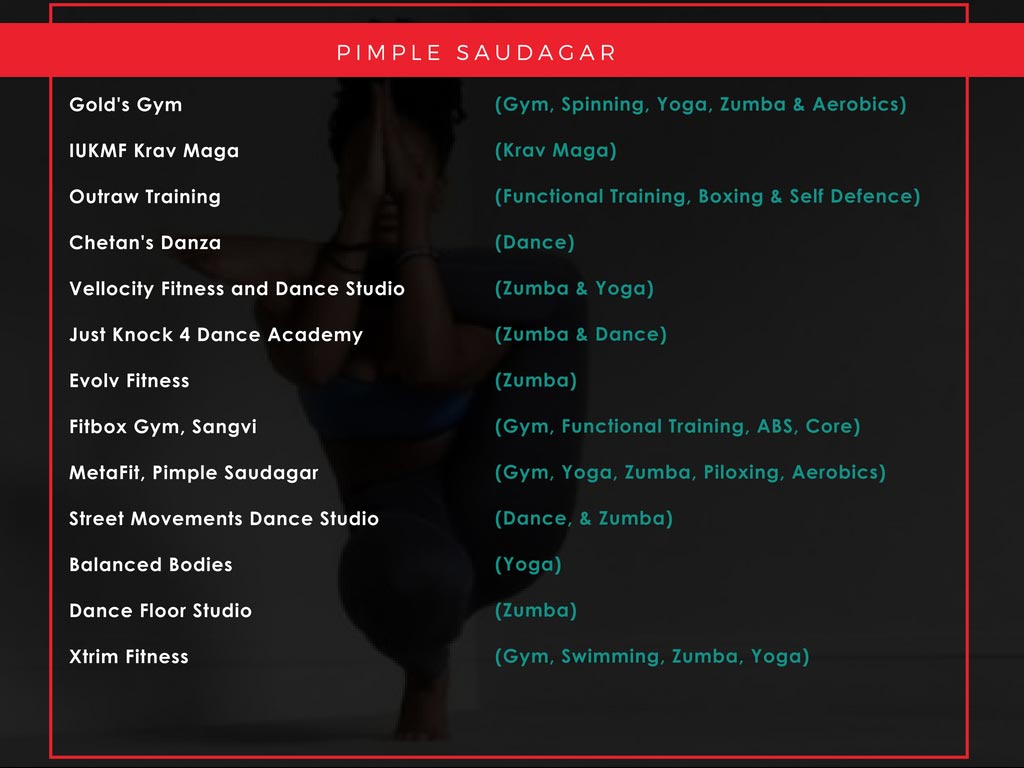 PIMPLE SAUDAGAR
Gold's Gym (Gym, Spinning, Yoga, Zumba & Aerobics)
IUKMF Krav Maga (Krav Maga)
Outraw Training (Functional Training, Boxing & Self Defence)
Chetan's Danza (Dance)
Vellocity Fitness and Dance Studio (Zumba & Yoga)
Just Knock 4 Dance Academy (Zumba & Dance)
Evolv Fitness (Zumba)
Fitbox Gym, Sangvi (Gym, Functional Training, ABS, Core)
MetaFit, Pimple Saudagar (Gym, Yoga, Zumba, Piloxing, Aerobics)
Street Movements Dance Studio (Dance, & Zumba)
Balanced Bodies (Yoga)
Dance Floor Studio (Zumba)
Xtrim Fitness (Gym, Swimming, Zumba, Yoga)